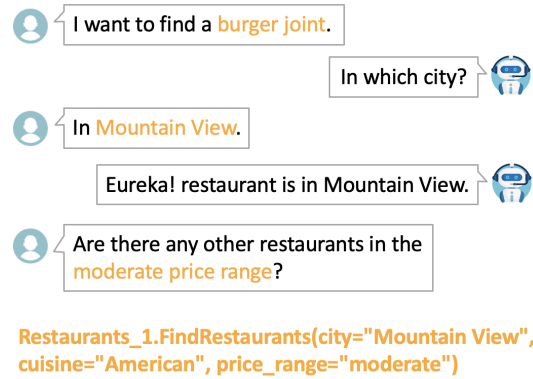 I want to find a burger joint.
In which city?
In Mountain View.
Eureka! restaurant is in Mountain View.
Are there any other restaurants in the
moderate price range?
Restaurants_1.FindRestaurants(city="Mountain View",
cuisine="American", price_range="moderate")